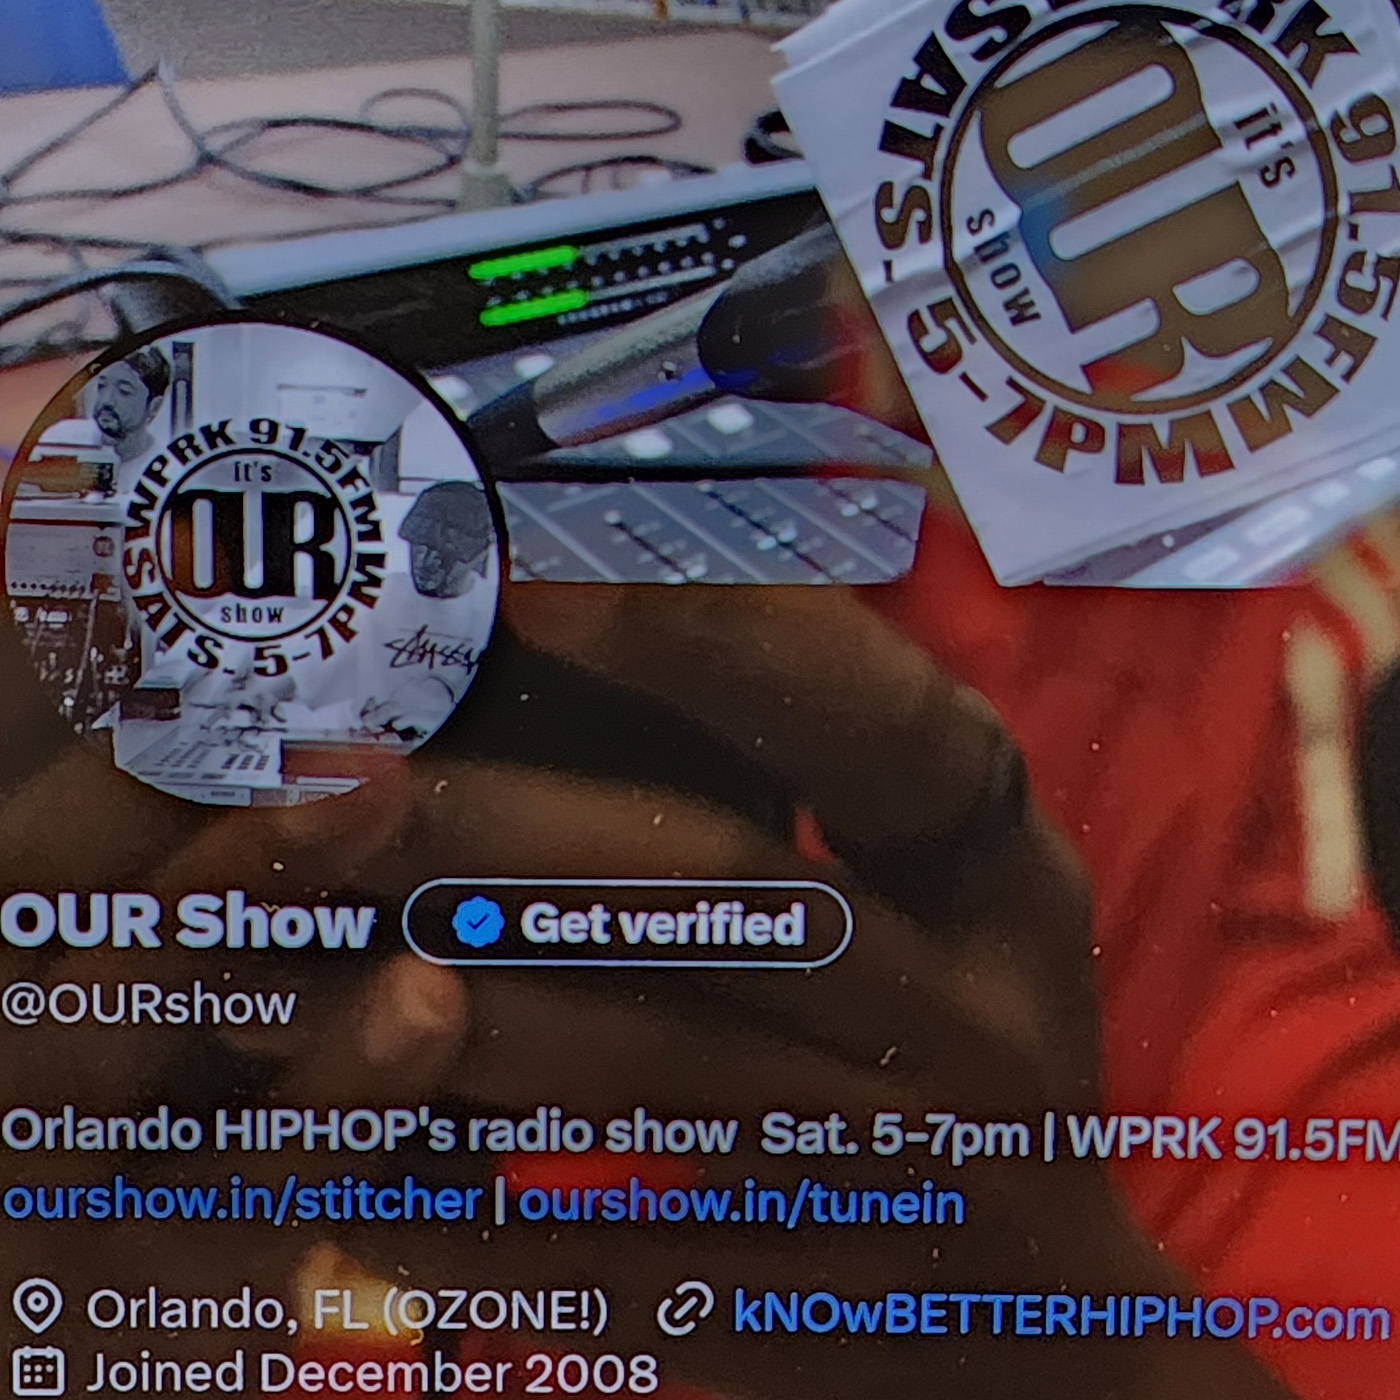 SATS- 5-7PM WPRK 91.5FM
it's
OUR
show
SWPRK 91.5FM
it's
OUR
show
SATS. 5-7PM
OUR Show Get verified
@OURshow
Orlando HIPHOP's radio show Sat. 5-7pm | WPRK 91.5FM
ourshow.in/stitcher | ourshow.in/tunein
Orlando, FL (OZONE!) kNOwBETTERHIPHOP.com
Joined December 2008